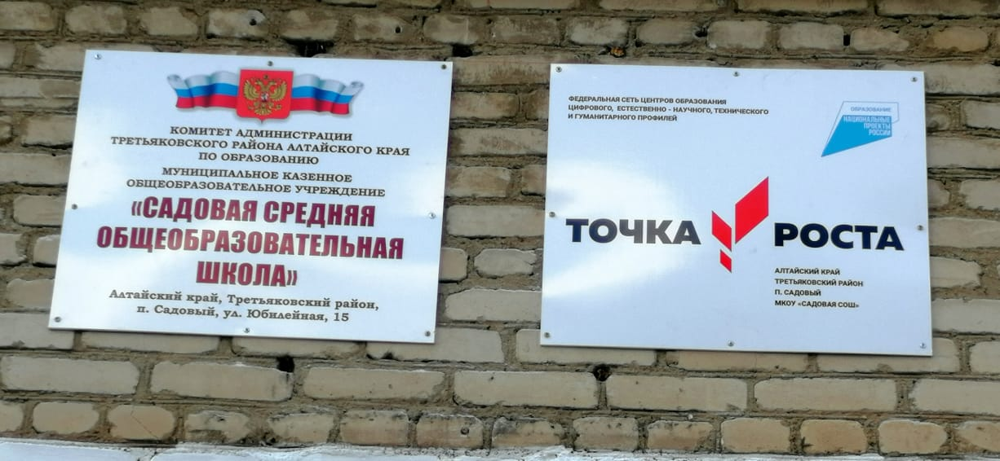 КОМИТЕТ АДМИНИСТРАЦИИ
ТРЕТЬЯКОВСКОГО РАЙОНА АЛТАЙСКОГО КРАЯ
ПО ОБРАЗОВАНИЮ
МУНИЦИПАЛЬНОЕ КАЗЕННОЕ
ОБЩЕОБРАЗОВАТЕЛЬНОЕ УЧРЕЖДЕНИЕ
«САДОВАЯ СРЕДНЯЯ
ОБЩЕОБРАЗОВАТЕЛЬНАЯ
ШКОЛА»
Алтайский край, Третьяковский район,
п. Садовый, ул. Юбилейная, 15
ФЕДЕРАЛЬНАЯ СЕТЬ ЦЕНТРОВ ОБРАЗОВАНИЯ
ЦИФРОВОГО, ЕСТЕСТВЕННО - НАУЧНОГО, ТЕХНИЧЕСКОГО
И ГУМАНИТАРНОГО ПРОФИЛЕЙ
ОБРАЗОВАНИЕ
НАЦИОНАЛЬНЫЕ
ПРОЕКТЫ
РОССИИ
ТОЧКА РОСТА
АЛТАЙСКИЙ КРАЙ
ТРЕТЬЯКОВСКИЙ РАЙОН
П. САДОВЫЙ
МКОУ «САДОВАЯ СОШ»